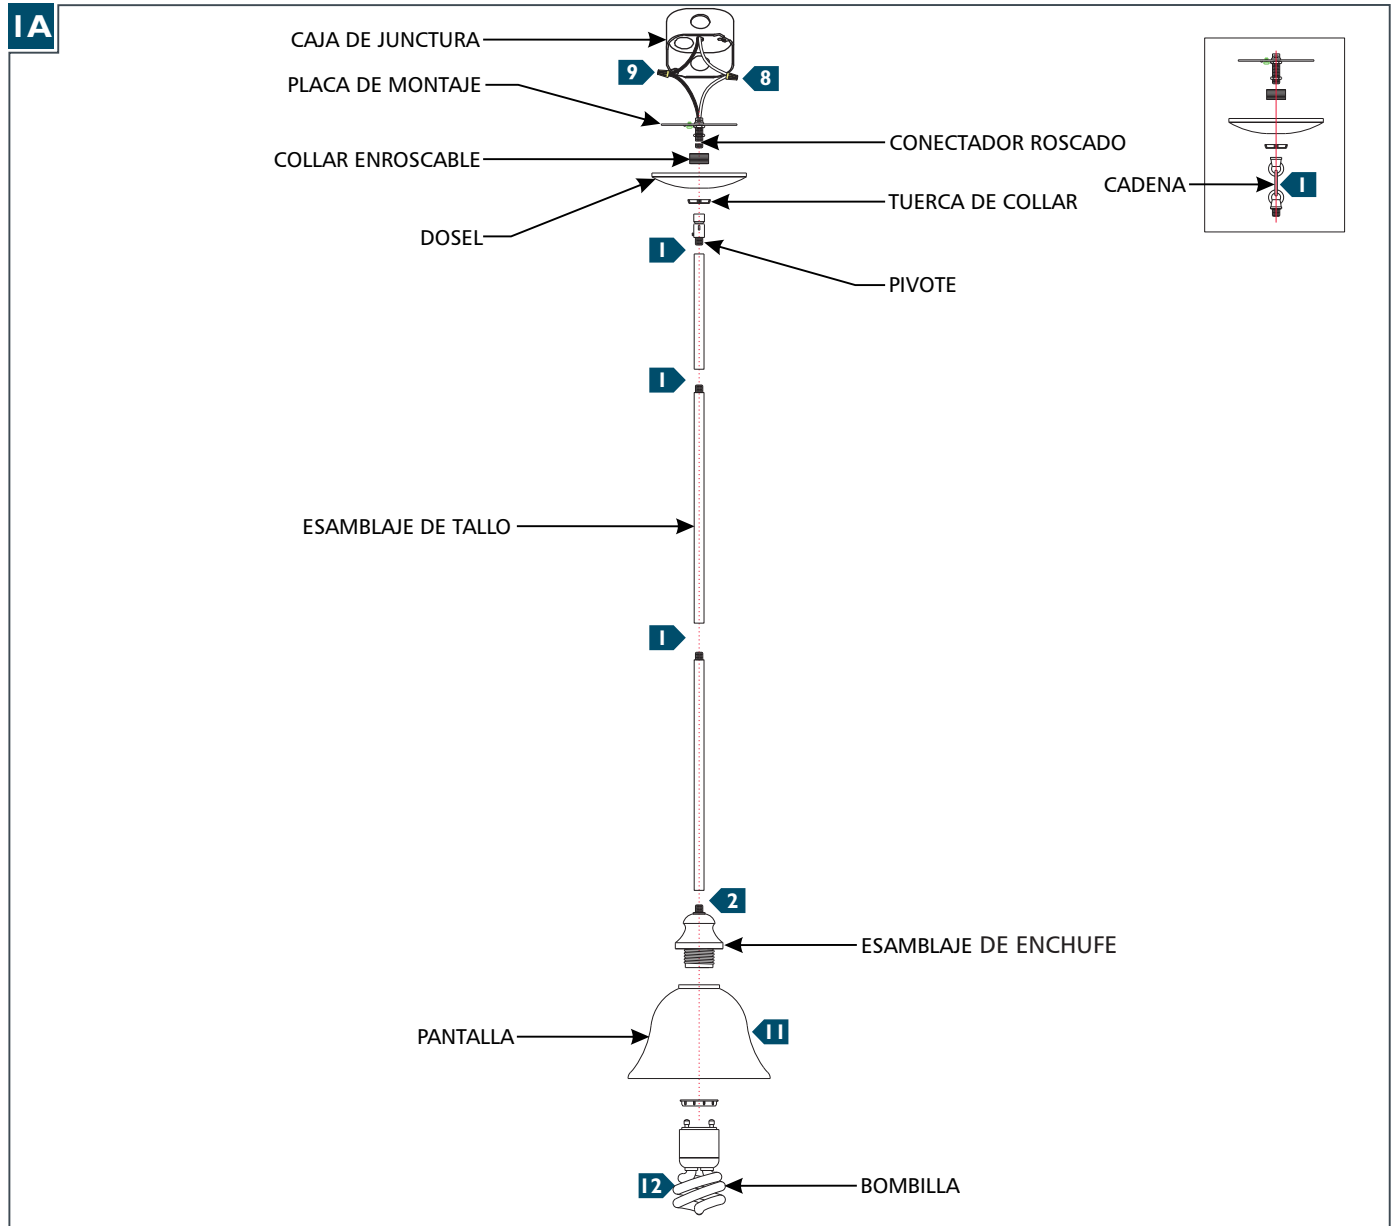 1A
CAJA DE JUNCTURA
9
8
PLACA DE MONTAJE
CONECTADOR ROSCADO
COLLAR ENROSCABLE
CADENA
1
TUERCA DE COLLAR
DOSEL
1
PIVOTE
1
ESAMBLAJE DE TALLO
1
2
ESAMBLAJE DE ENCHUFE
PANTALLA
11
12
BOMBILLA